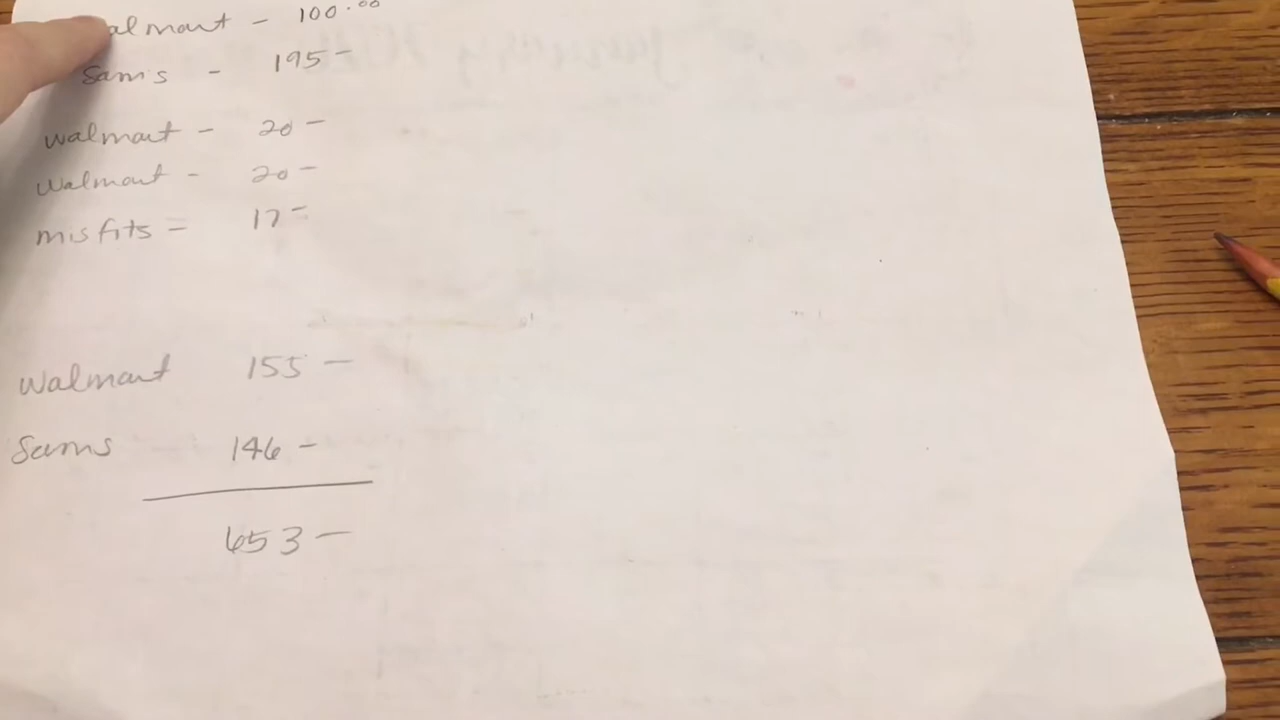 almart - 100.00
Sam's - 195 -
Walmart - 20 -
Walmart - 20 -
misfits = 17 -
Walmart 155 -
Sams 146 -
653 -